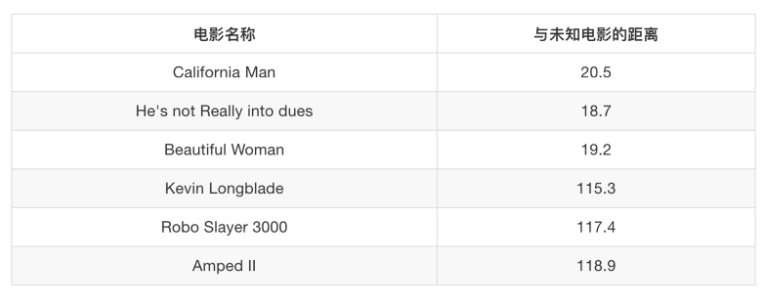 电影名称 与未知电影的距离
California Man 20.5
He's not Really into dues 18.7
Beautiful Woman 19.2
Kevin Longblade 115.3
Robo Slayer 3000 117.4
Amped II 118.9